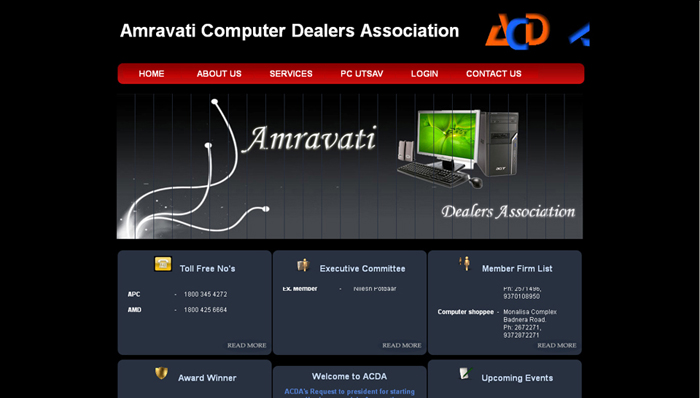 Amravati Computer Dealers Association
ACD
HOME ABOUT US SERVICES PC UTSAV LOGIN CONTACT US
Amravati
acer
Dealers Association
Toll Free No's
APC - 1800 345 4272
AMD - 1800 425 6664
READ MORE
Executive Committee
Ex. Member - Nilesh Potdaar
READ MORE
Member Firm List
Ph: 2571496,
9370108950
Computer shoppee - Monalisa Complex
Badnera Road.
Ph: 2672271,
9372872271
READ MORE
Award Winner
Welcome to ACDA
ACDA's Request to president for starting
Upcoming Events